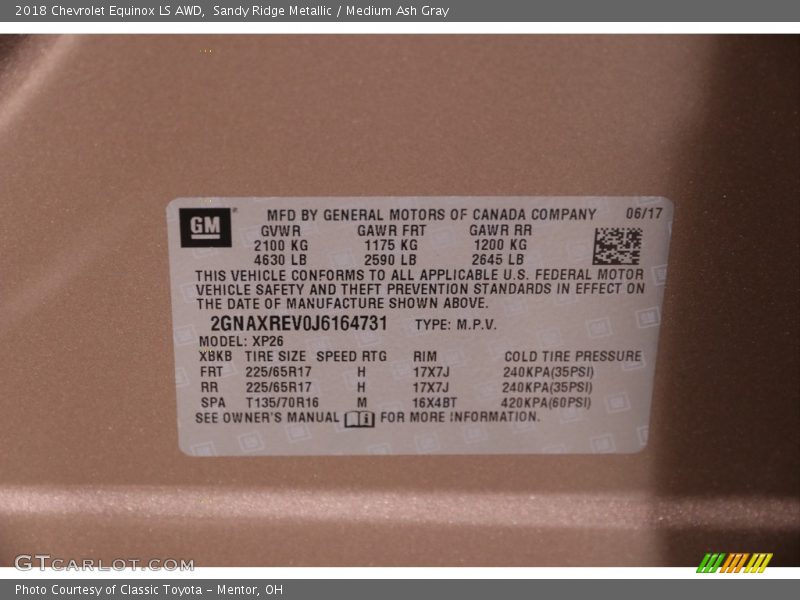 2018 Chevrolet Equinox LS AWD, Sandy Ridge Metallic / Medium Ash Gray
GM
MFD BY GENERAL MOTORS OF CANADA COMPANY 06/17
GVWR GAWR FRT GAWR RR
2100 KG 1175 KG 1200 KG
4630 LB 2590 LB 2645 LB
THIS VEHICLE CONFORMS TO ALL APPLICABLE U.S. FEDERAL MOTOR
VEHICLE SAFETY AND THEFT PREVENTION STANDARDS IN EFFECT ON
THE DATE OF MANUFACTURE SHOWN ABOVE.
2GNAXREV0J6164731 TYPE: M.P.V.
MODEL: XP26
XBKB TIRE SIZE SPEED RTG RIM COLD TIRE PRESSURE
FRT 225/65R17 H 17X7J 240KPA(35PSI)
RR 225/65R17 H 17X7J 240KPA(35PSI)
SPA T135/70R16 M 16X4BT 420KPA(60PSI)
SEE OWNER'S MANUAL FOR MORE INFORMATION.
GTCARLOT.COM
Photo Courtesy of Classic Toyota - Mentor, OH